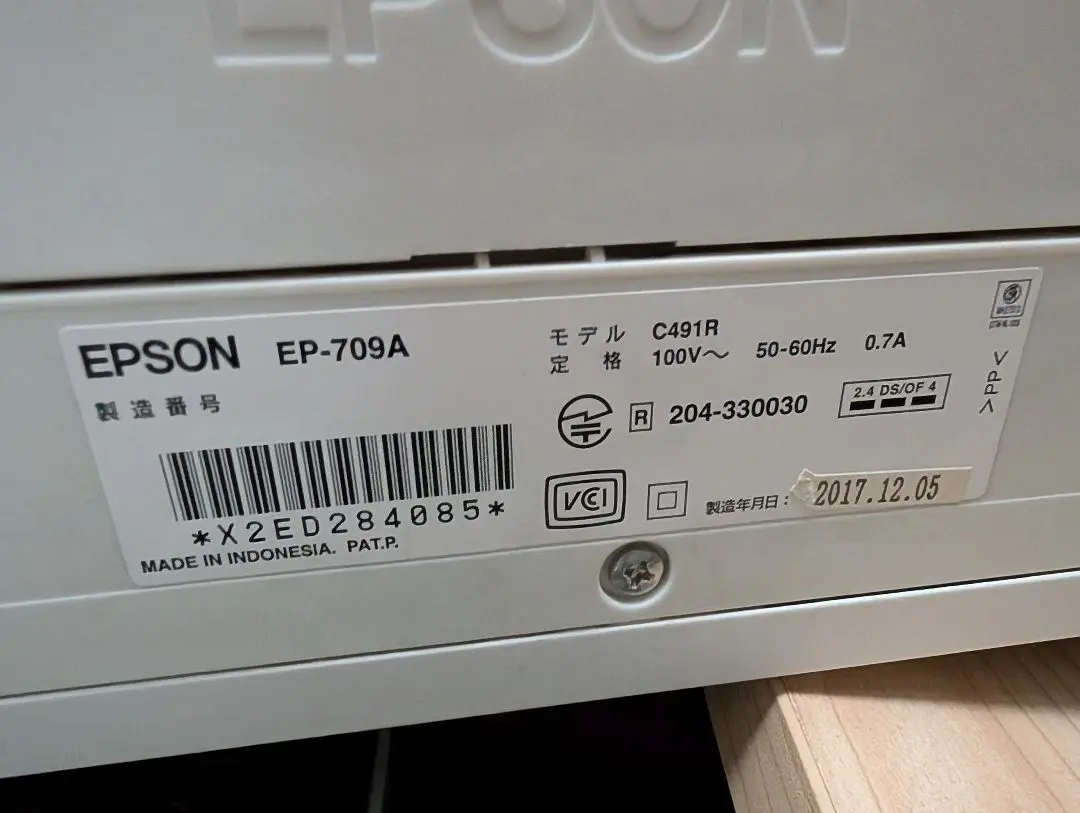 EPSON
EPSON EP-709A
製造番号
*X2ED284085*
MADE IN INDONESIA. PAT.P.
モデル C491R
定格 100V～ 50-60Hz 0.7A
R 204-330030
2.4 DS/OF 4
VCCI
製造年月日: 2017.12.05
>PP<